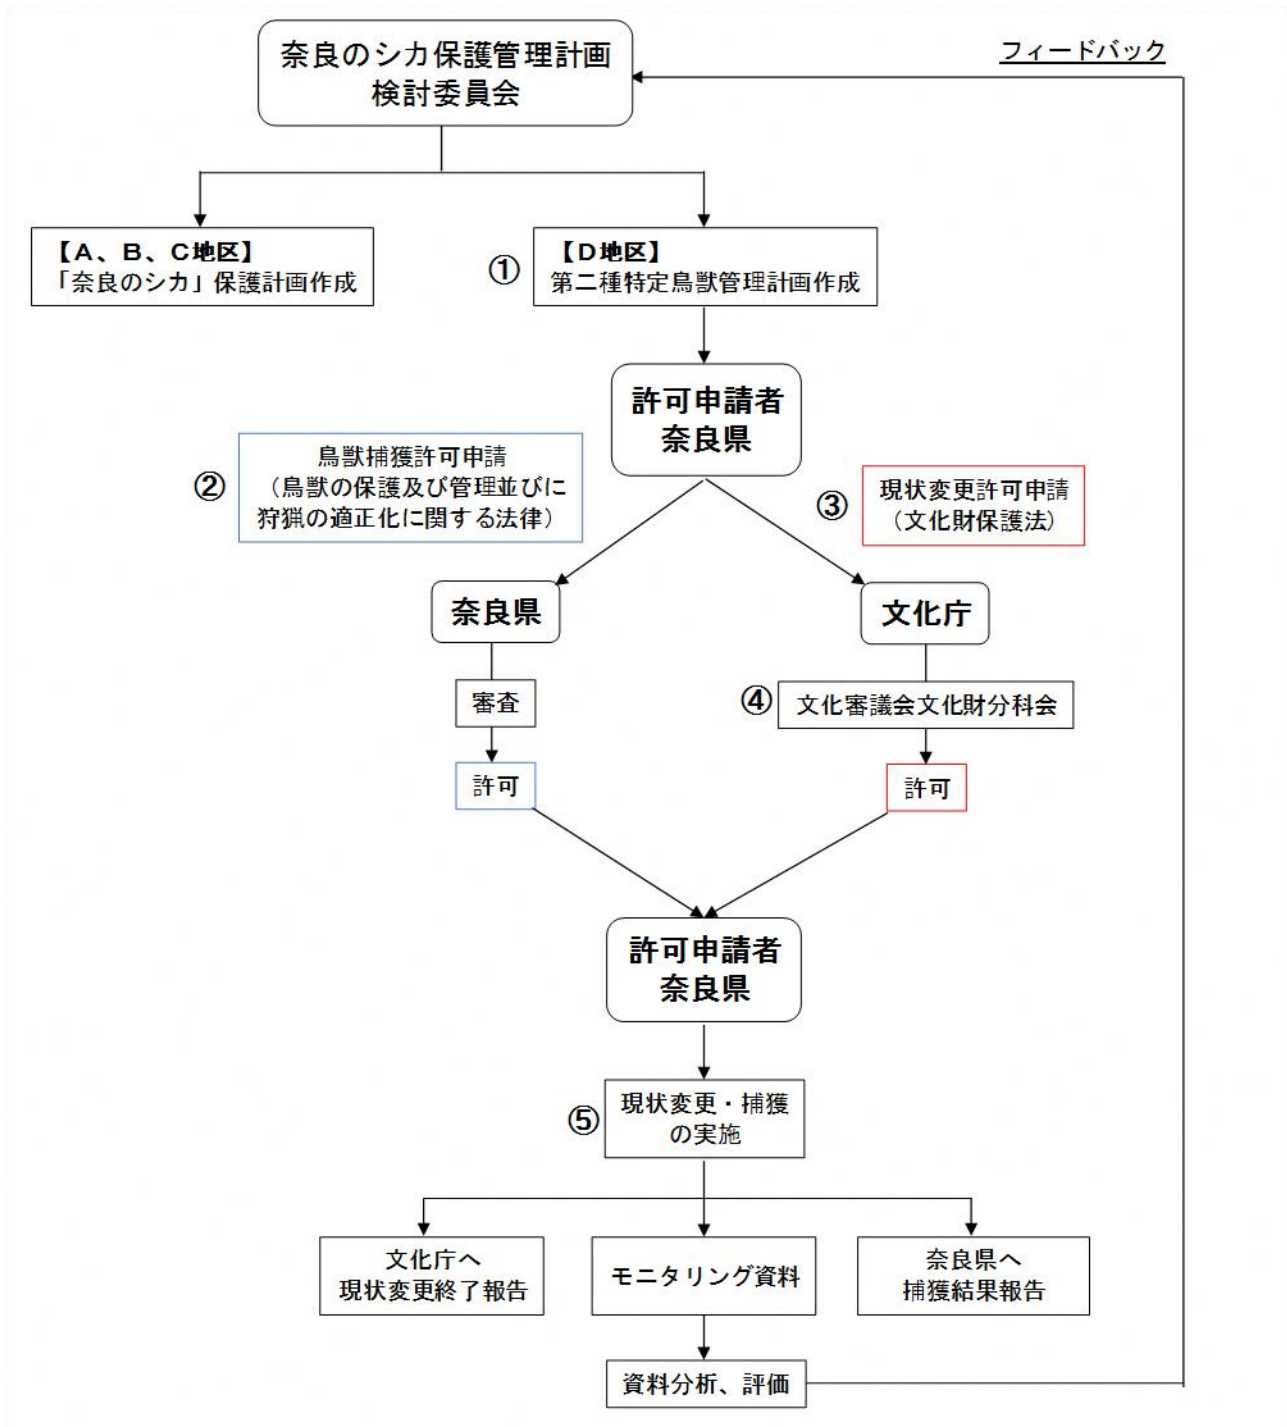 奈良のシカ保護管理計画
検討委員会
フィードバック
【A、B、C地区】
「奈良のシカ」保護計画作成
①
【D地区】
第二種特定鳥獣管理計画作成
許可申請者
奈良県
②
鳥獣捕獲許可申請
（鳥獣の保護及び管理並びに
狩猟の適正化に関する法律）
③
現状変更許可申請
（文化財保護法）
奈良県
文化庁
審査
④
文化審議会文化財分科会
許可
許可
許可申請者
奈良県
⑤
現状変更・捕獲
の実施
文化庁へ
現状変更終了報告
モニタリング資料
奈良県へ
捕獲結果報告
資料分析、評価